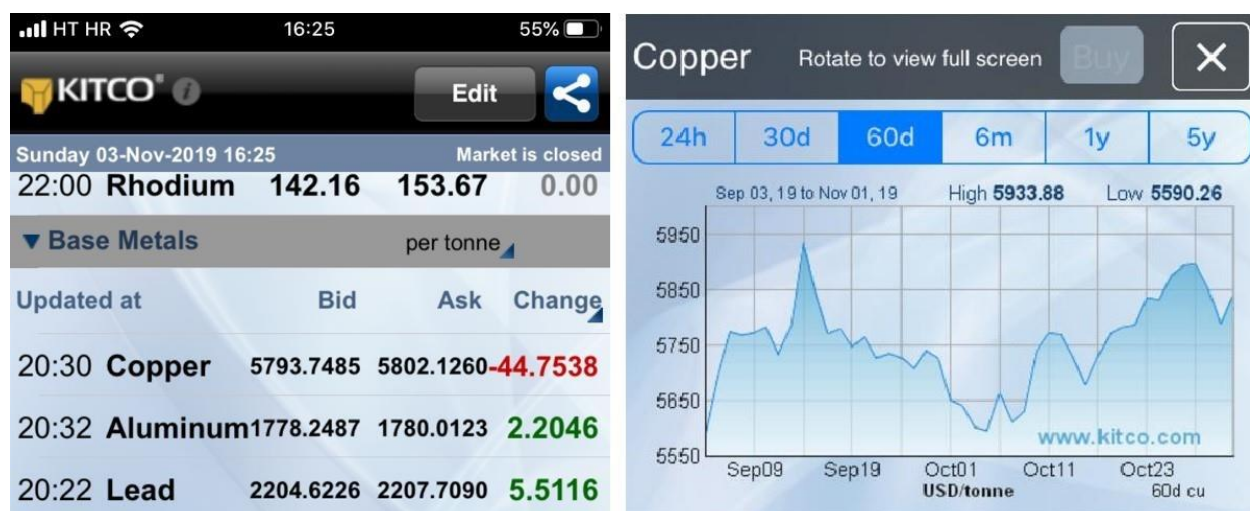 HT HR 16:25 55%
KITCO® Edit
Sunday 03-Nov-2019 16:25 Market is closed
22:00 Rhodium 142.16 153.67 0.00
▼ Base Metals per tonne
Updated at Bid Ask Change
20:30 Copper 5793.7485 5802.1260 -44.7538
20:32 Aluminum 1778.2487 1780.0123 2.2046
20:22 Lead 2204.6226 2207.7090 5.5116
Copper Rotate to view full screen Buy
24h 30d 60d 6m 1y 5y
Sep 03, 19 to Nov 01, 19 High 5933.88 Low 5590.26
5950
5850
5750
5650
5550
www.kitco.com
Sep09 Sep19 Oct01 Oct11 Oct23
USD/tonne 60d cu